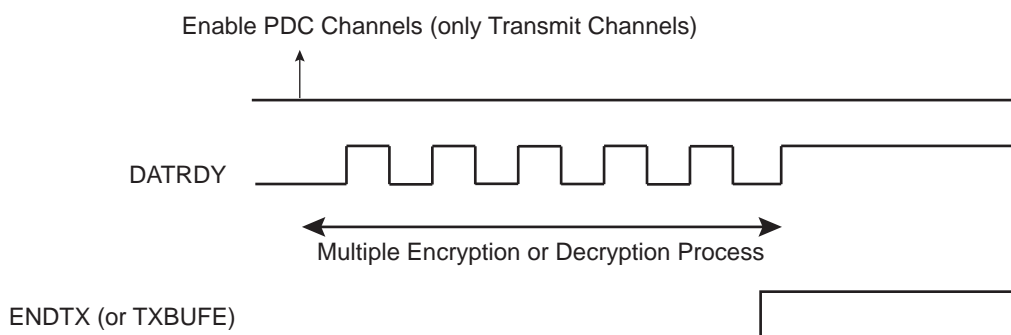 Enable PDC Channels (only Transmit Channels)
DATRDY
Multiple Encryption or Decryption Process
ENDTX (or TXBUFE)